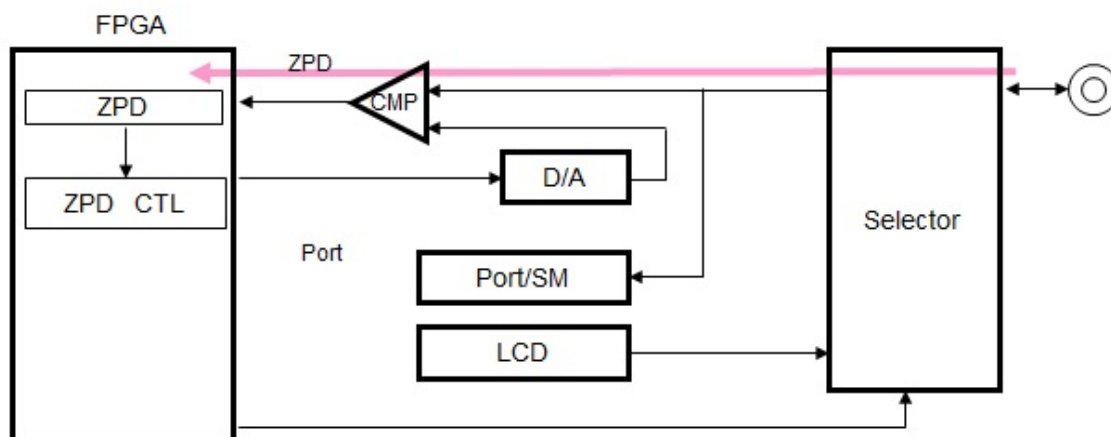 FPGA
ZPD
CMP
ZPD
D/A
ZPD CTL
Selector
Port
Port/SM
LCD